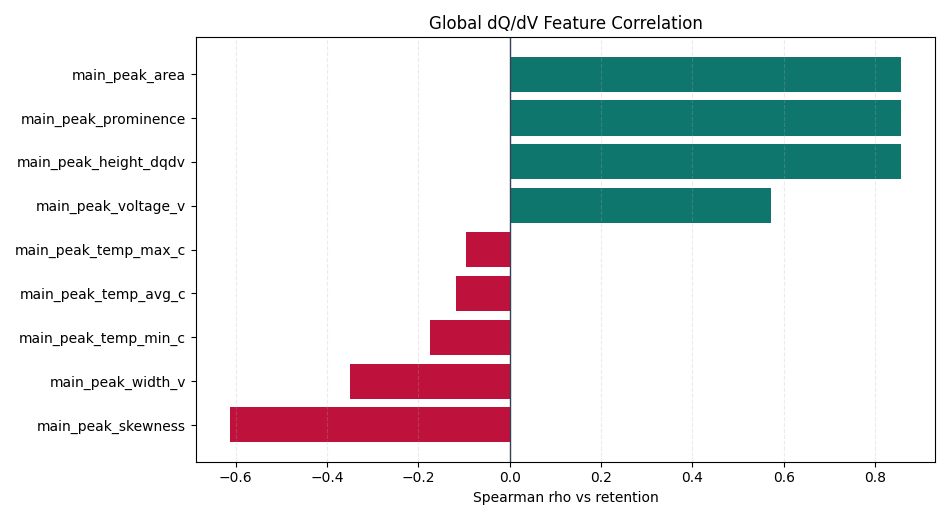 Global dQ/dV Feature Correlation
main_peak_area
main_peak_prominence
main_peak_height_dqdv
main_peak_voltage_v
main_peak_temp_max_c
main_peak_temp_avg_c
main_peak_temp_min_c
main_peak_width_v
main_peak_skewness
−0.6 −0.4 −0.2 0.0 0.2 0.4 0.6 0.8
Spearman rho vs retention